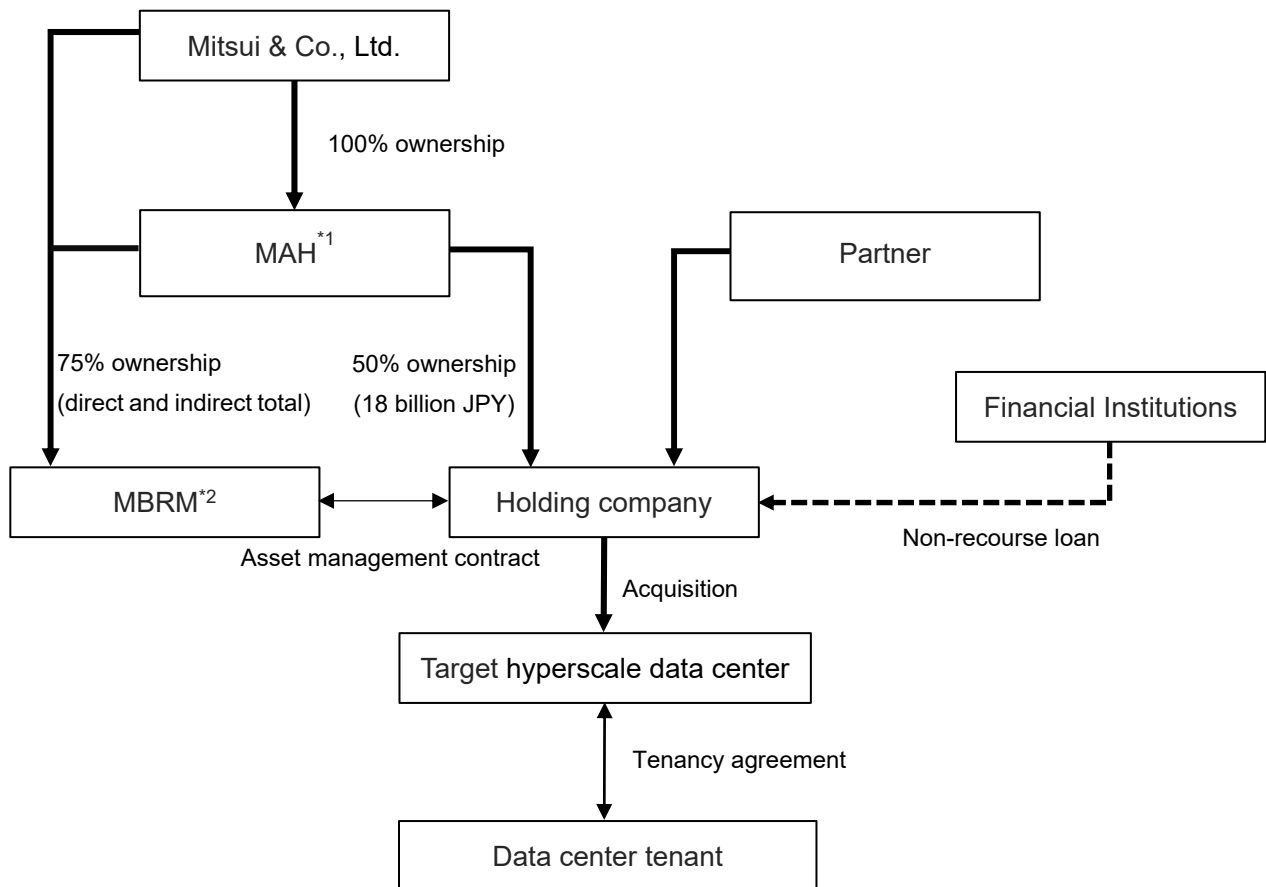 Mitsui & Co., Ltd.
100% ownership
MAH*1
Partner
75% ownership
(direct and indirect total)
50% ownership
(18 billion JPY)
Financial Institutions
MBRM*2
Holding company
Non-recourse loan
Asset management contract
Acquisition
Target hyperscale data center
Tenancy agreement
Data center tenant